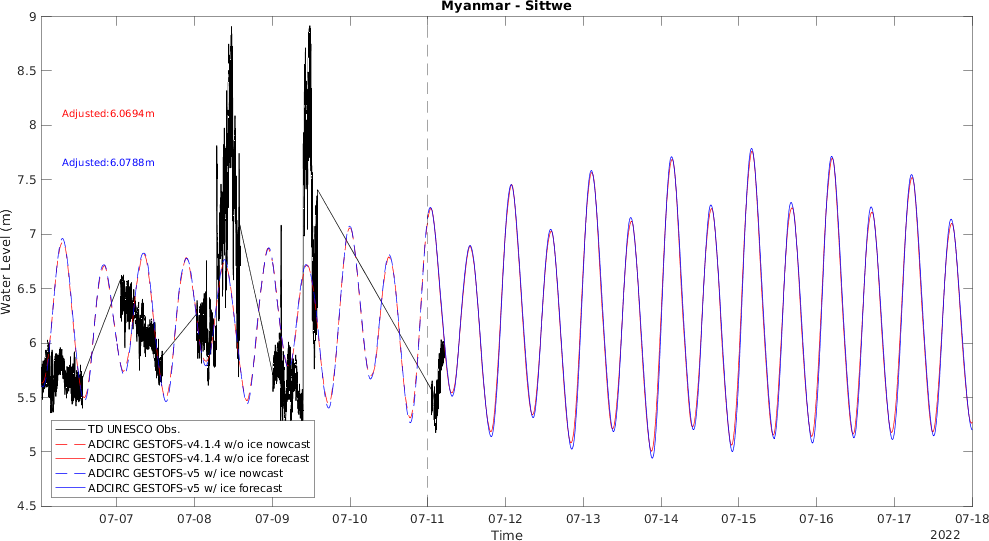 Myanmar - Sittwe
9
8.5
8
7.5
7
6.5
6
5.5
5
4.5
Water Level (m)
Adjusted:6.0694m
Adjusted:6.0788m
TD UNESCO Obs.
ADCIRC GESTOFS-v4.1.4 w/o ice nowcast
ADCIRC GESTOFS-v4.1.4 w/o ice forecast
ADCIRC GESTOFS-v5 w/ ice nowcast
ADCIRC GESTOFS-v5 w/ ice forecast
07-07 07-08 07-09 07-10 07-11 07-12 07-13 07-14 07-15 07-16 07-17 07-18
Time
2022